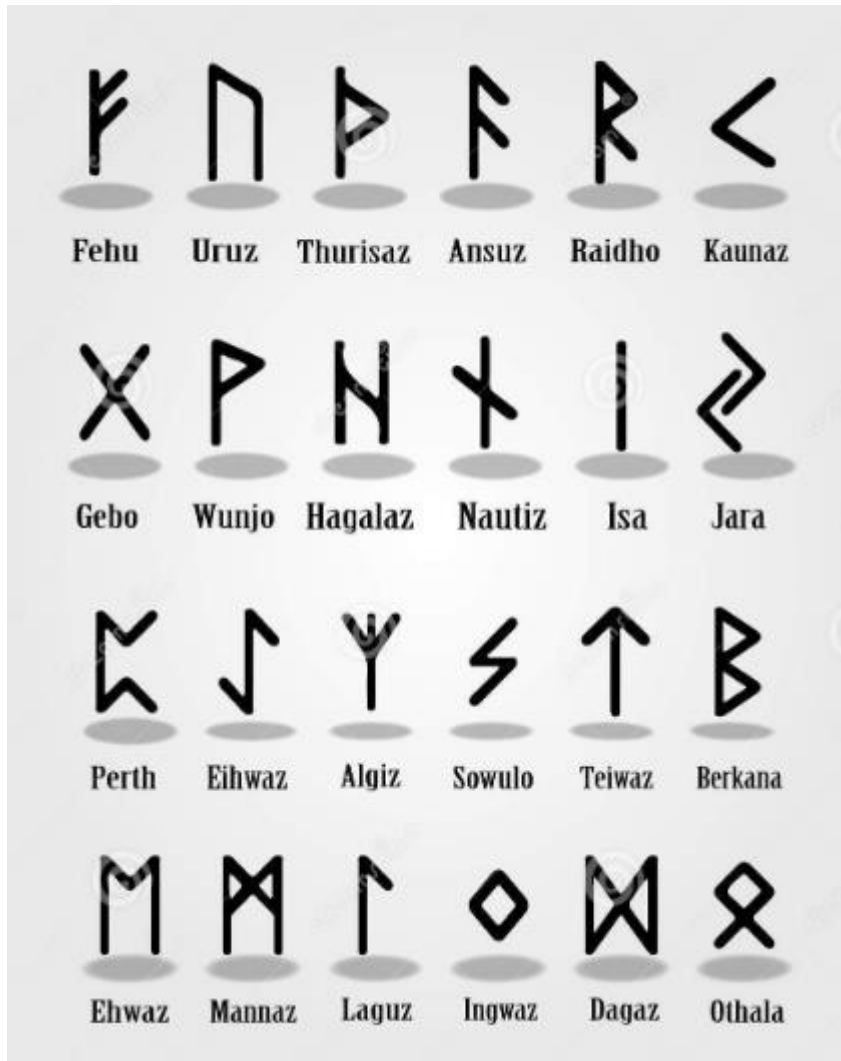 ᚠ ᚢ ᚦ ᚨ ᚱ ᚲ
Fehu Uruz Thurisaz Ansuz Raidho Kaunaz
ᚷ ᚹ ᚺ ᚾ ᛁ ᛃ
Gebo Wunjo Hagalaz Nautiz Isa Jara
ᛈ ᛇ ᛉ ᛊ ᛏ ᛒ
Perth Eihwaz Algiz Sowulo Teiwaz Berkana
ᛖ ᛗ ᛚ ᛜ ᛞ ᛟ
Ehwaz Mannaz Laguz Ingwaz Dagaz Othala